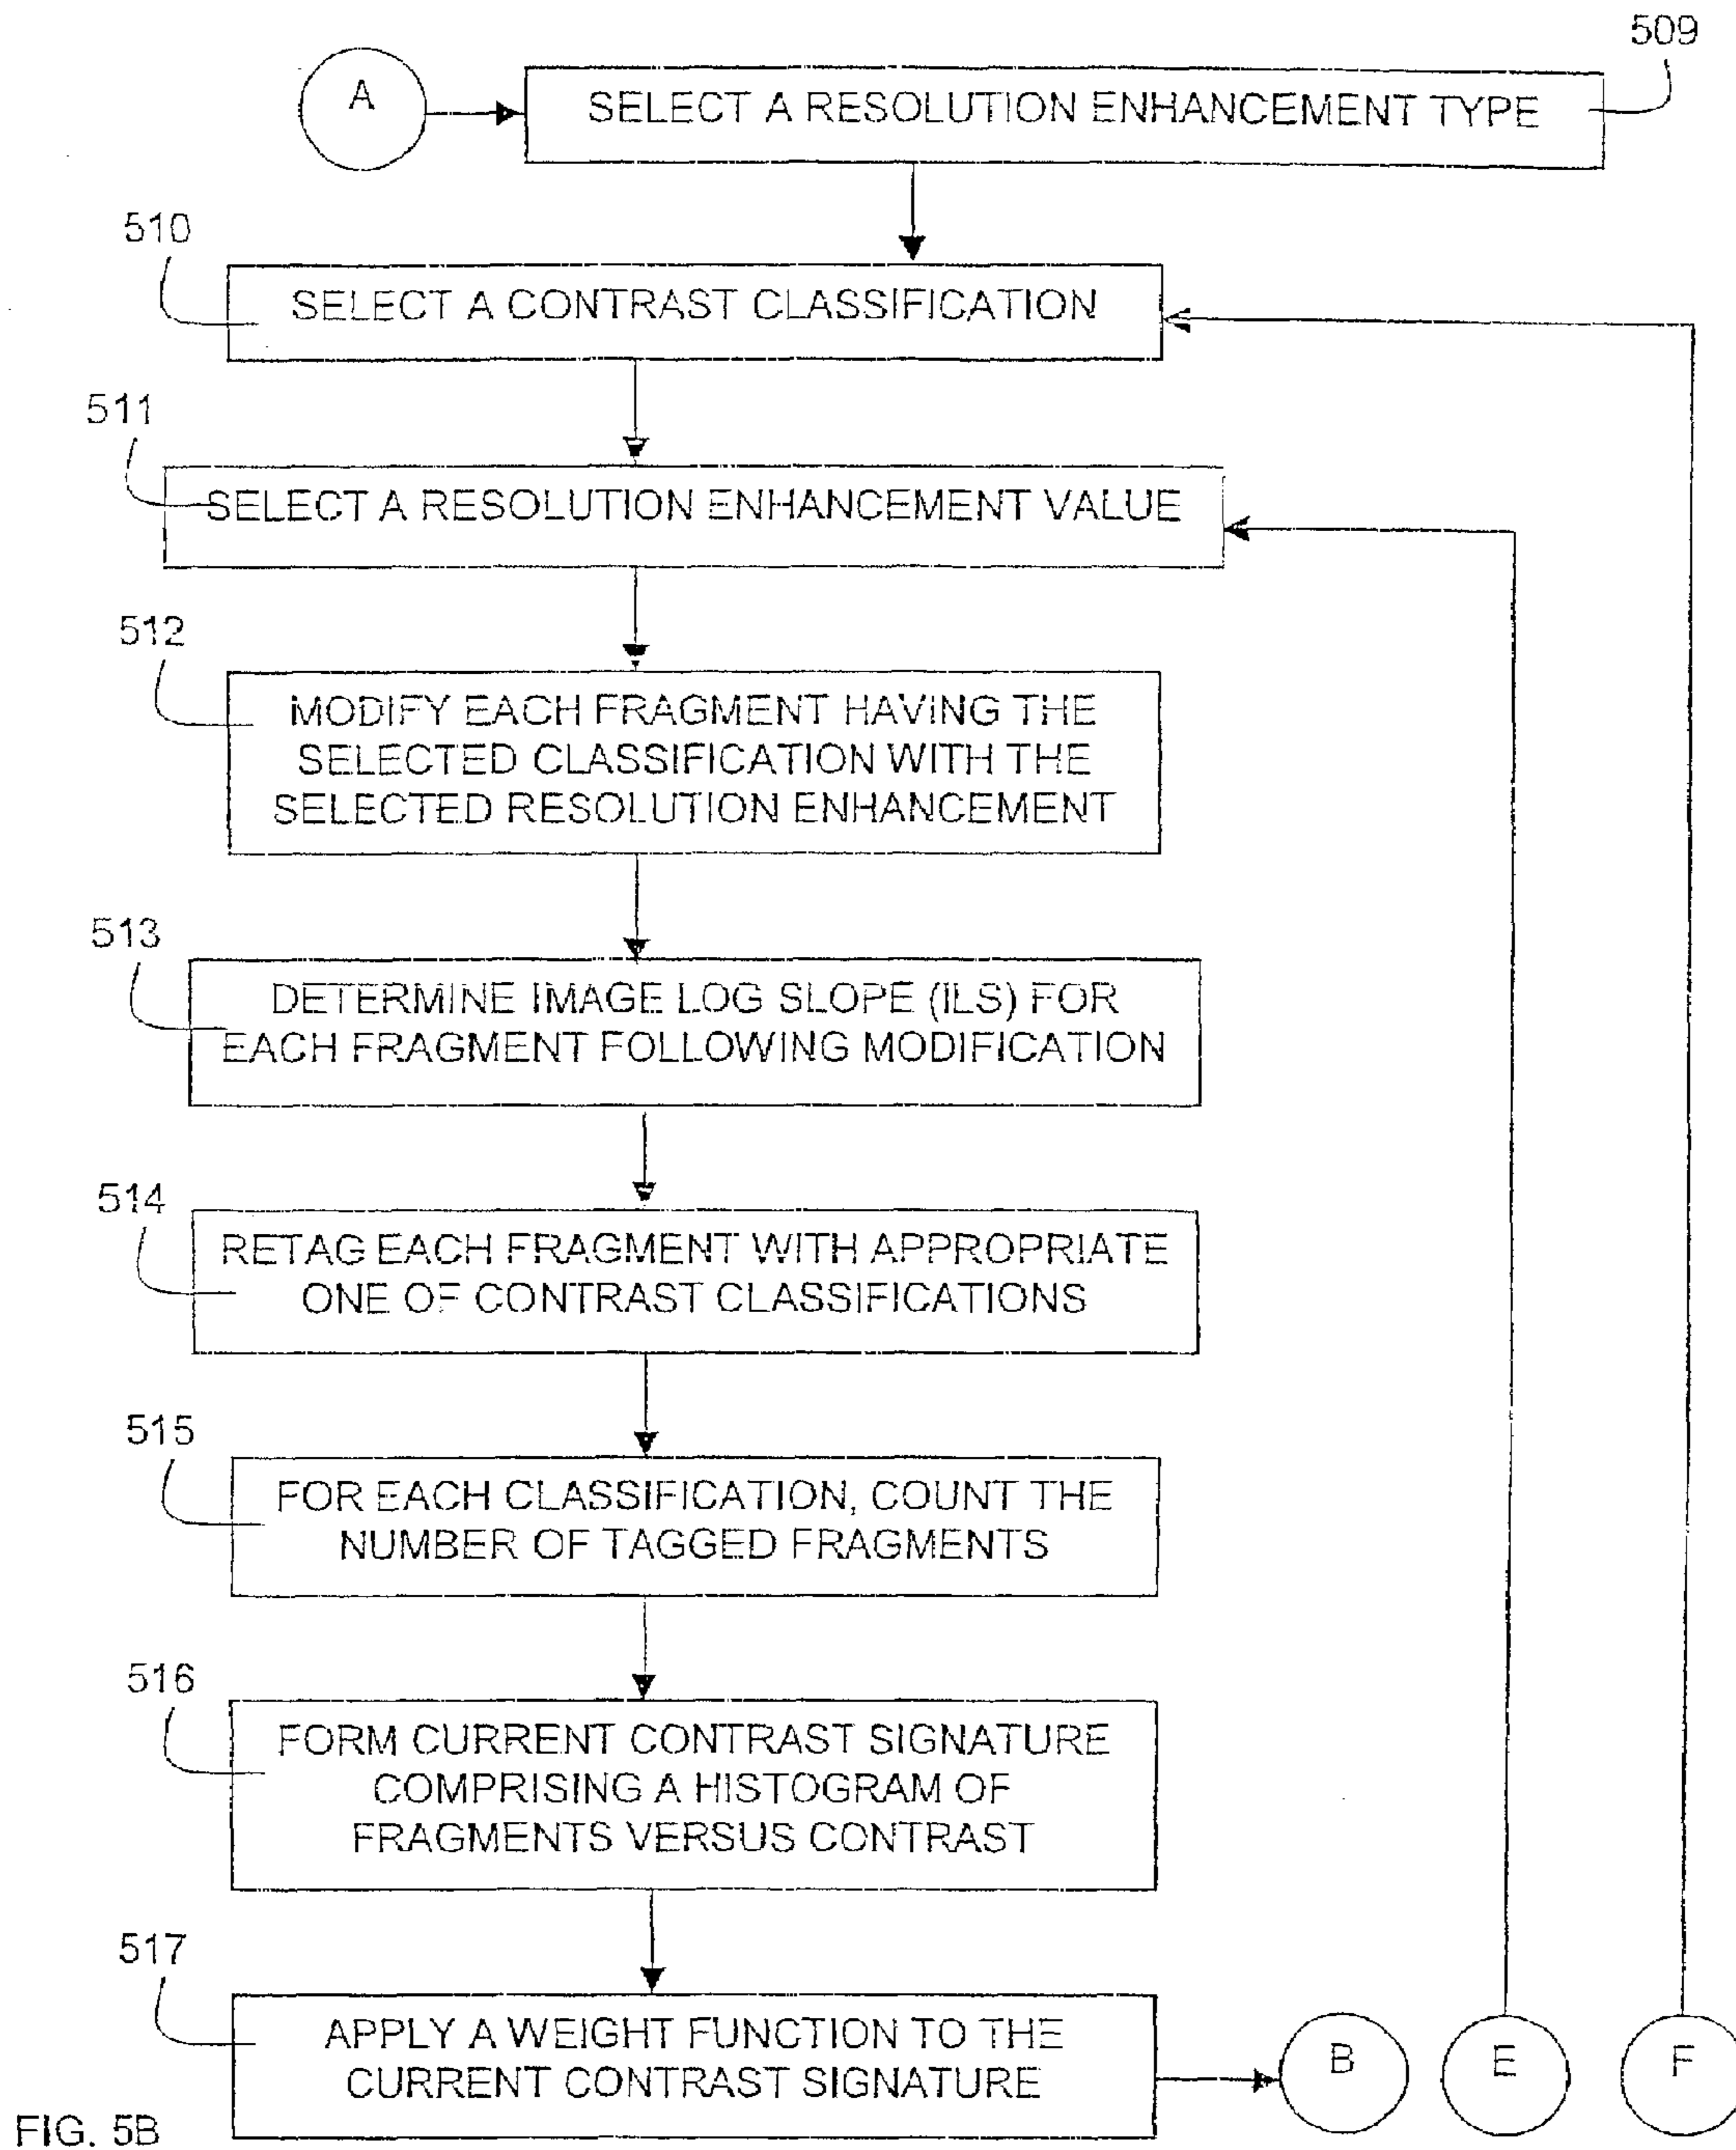 509
A
SELECT A RESOLUTION ENHANCEMENT TYPE
510
SELECT A CONTRAST CLASSIFICATION
511
SELECT A RESOLUTION ENHANCEMENT VALUE
512
MODIFY EACH FRAGMENT HAVING THE
SELECTED CLASSIFICATION WITH THE
SELECTED RESOLUTION ENHANCEMENT
513
DETERMINE IMAGE LOG SLOPE (ILS) FOR
EACH FRAGMENT FOLLOWING MODIFICATION
514
RETAG EACH FRAGMENT WITH APPROPRIATE
ONE OF CONTRAST CLASSIFICATIONS
515
FOR EACH CLASSIFICATION, COUNT THE
NUMBER OF TAGGED FRAGMENTS
516
FORM CURRENT CONTRAST SIGNATURE
COMPRISING A HISTOGRAM OF
FRAGMENTS VERSUS CONTRAST
517
APPLY A WEIGHT FUNCTION TO THE
CURRENT CONTRAST SIGNATURE
B
E
F
FIG. 5B